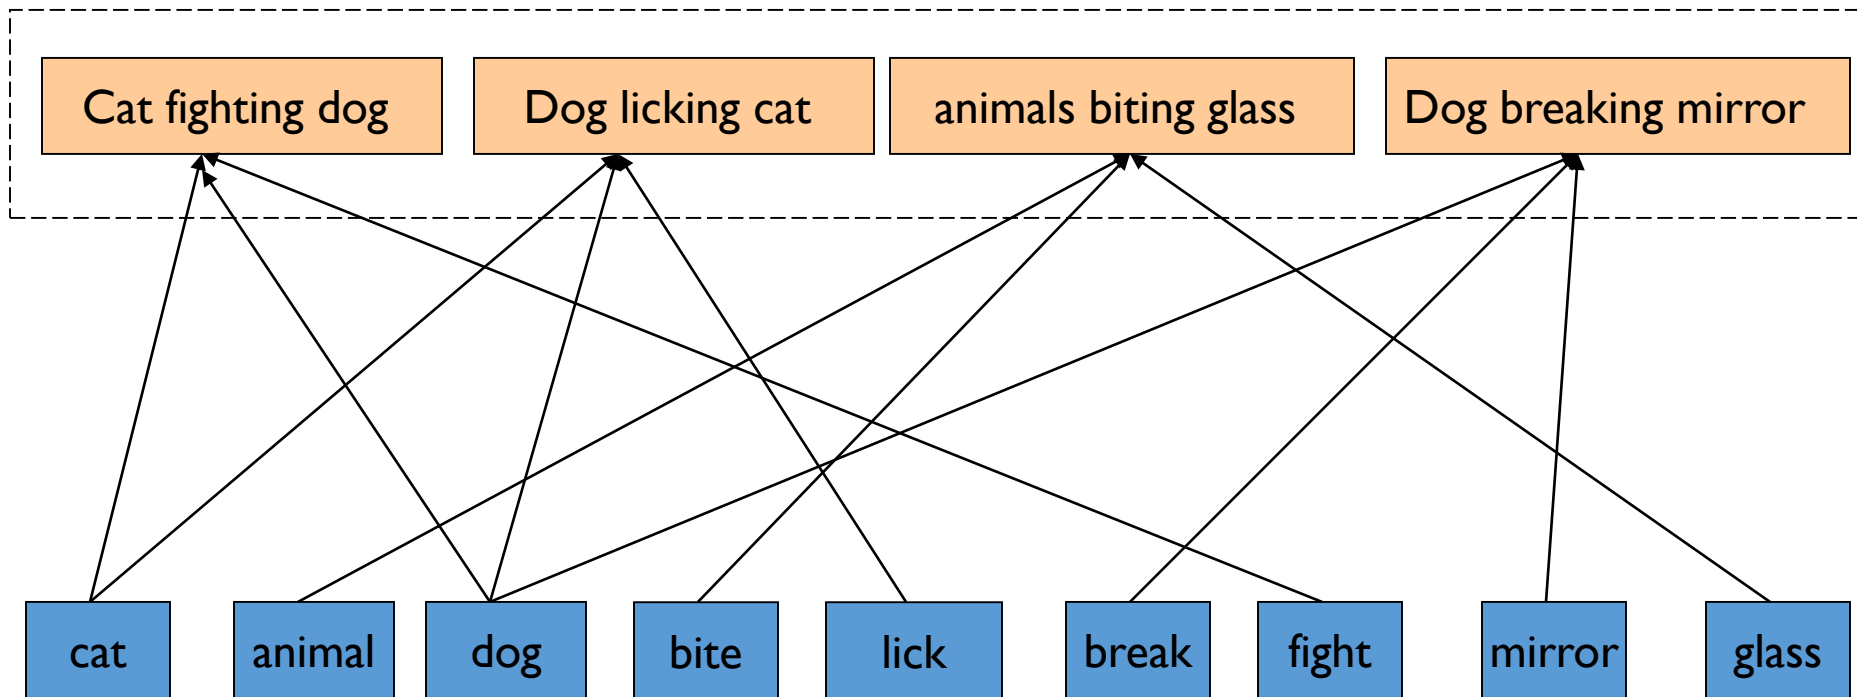 Cat fighting dog
Dog licking cat
animals biting glass
Dog breaking mirror
cat
animal
dog
bite
lick
break
fight
mirror
glass